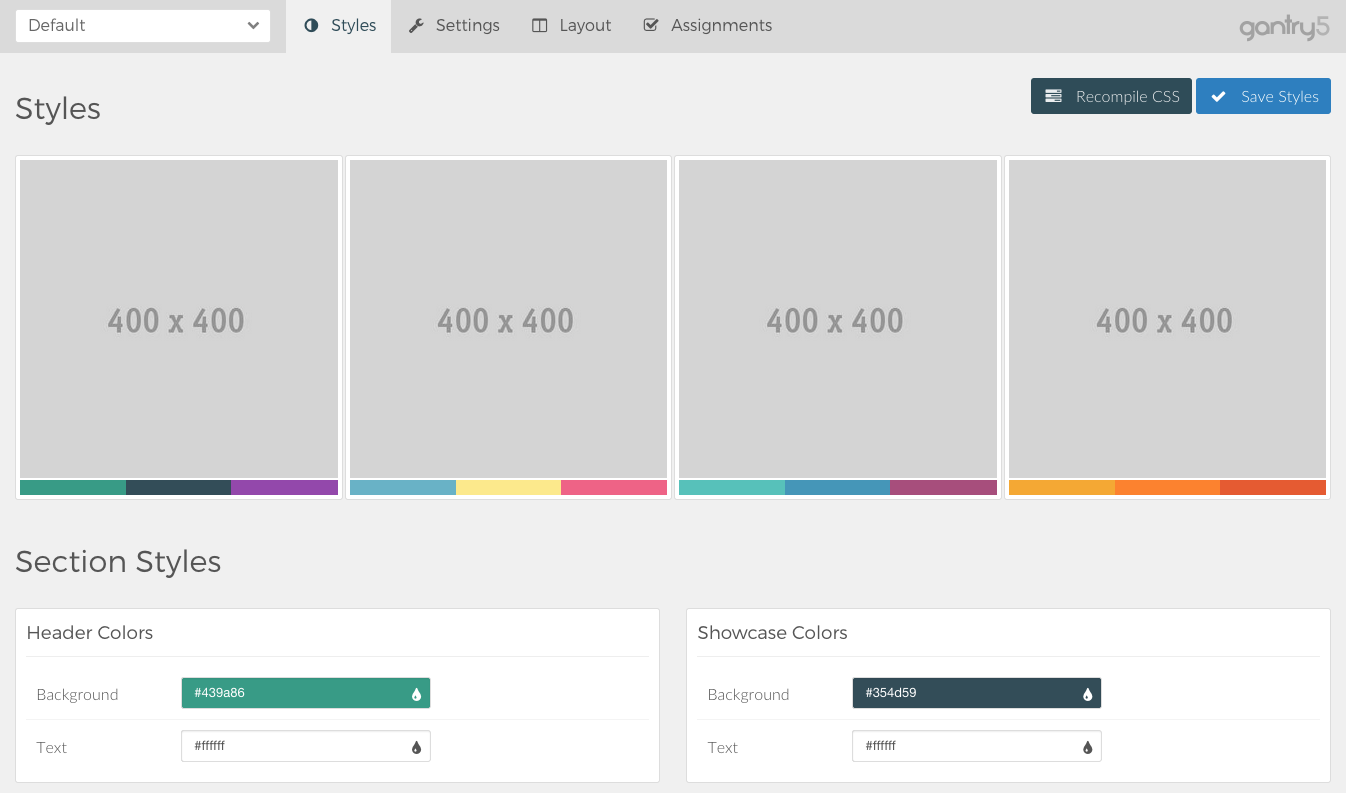 Default
Styles
Settings
Layout
Assignments
gantry5
Styles
Recompile CSS
Save Styles
400 x 400
400 x 400
400 x 400
400 x 400
Section Styles
Header Colors
Background
#439a86
Text
#ffffff
Showcase Colors
Background
#354d59
Text
#ffffff